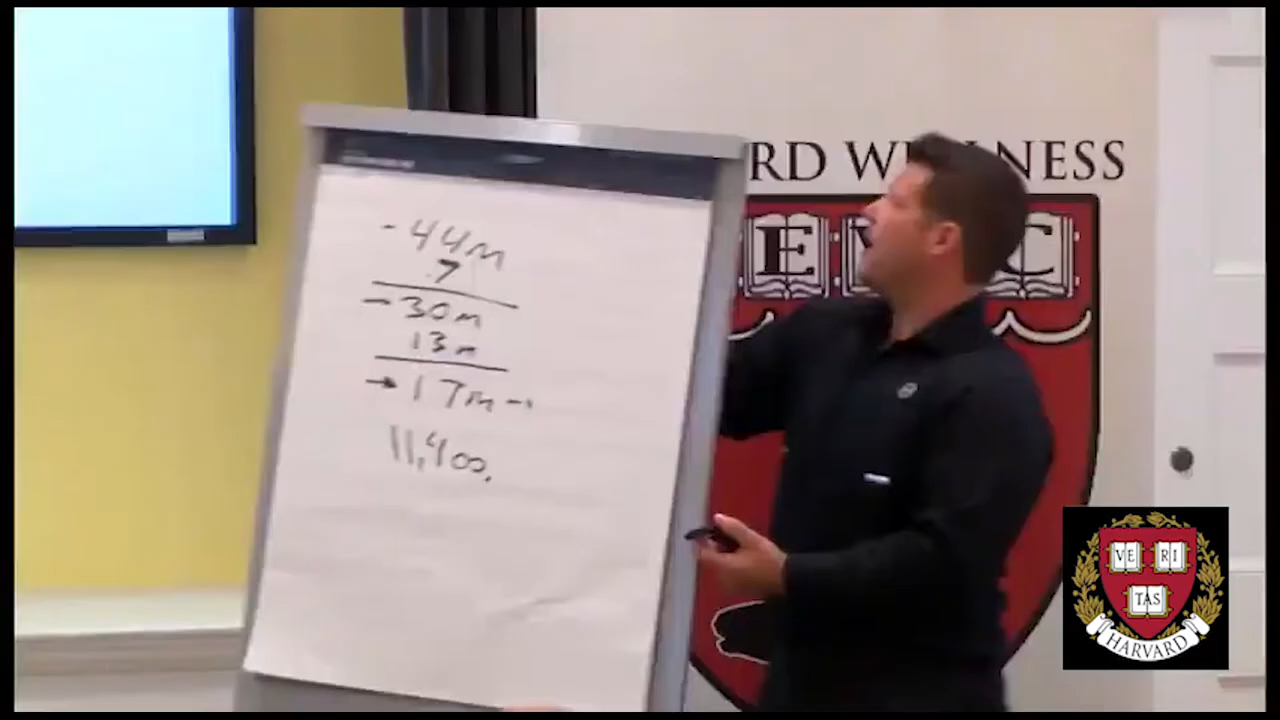 - 44m
.7
- 30m
13m
→ 17m -
11,400,
RD W NESS
E V C
VE RI
TAS
HARVARD